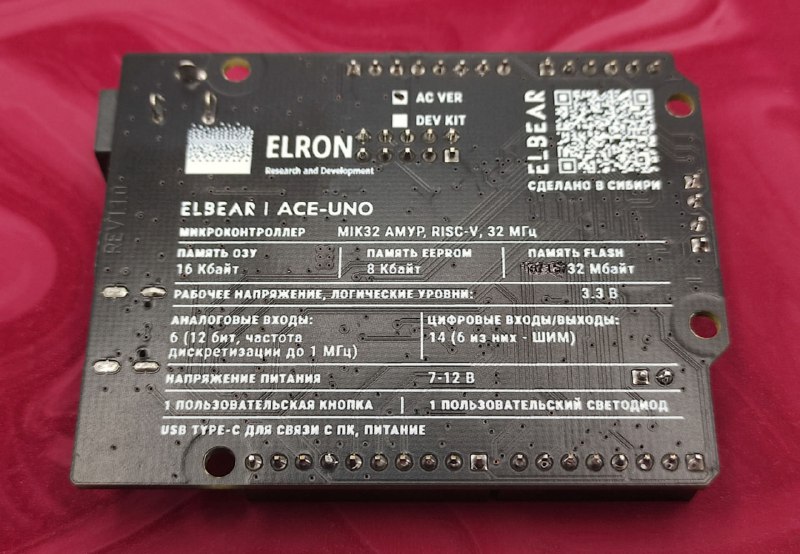 AC VER
DEV KIT
ELRON
Research and Development
ELBEAR
СДЕЛАНО В СИБИРИ
REV1.1.0
ELBEAR | ACE-UNO
МИКРОКОНТРОЛЛЕР MIK32 АМУР, RISC-V, 32 МГц
ПАМЯТЬ ОЗУ ПАМЯТЬ EEPROM ПАМЯТЬ FLASH
16 Кбайт 8 Кбайт 32 Мбайт
РАБОЧЕЕ НАПРЯЖЕНИЕ, ЛОГИЧЕСКИЕ УРОВНИ: 3.3 В
АНАЛОГОВЫЕ ВХОДЫ: ЦИФРОВЫЕ ВХОДЫ/ВЫХОДЫ:
6 (12 бит, частота 14 (6 из них - ШИМ)
дискретизации до 1 МГц)
НАПРЯЖЕНИЕ ПИТАНИЯ 7-12 В
1 ПОЛЬЗОВАТЕЛЬСКАЯ КНОПКА 1 ПОЛЬЗОВАТЕЛЬСКИЙ СВЕТОДИОД
USB TYPE-C ДЛЯ СВЯЗИ С ПК, ПИТАНИЕ